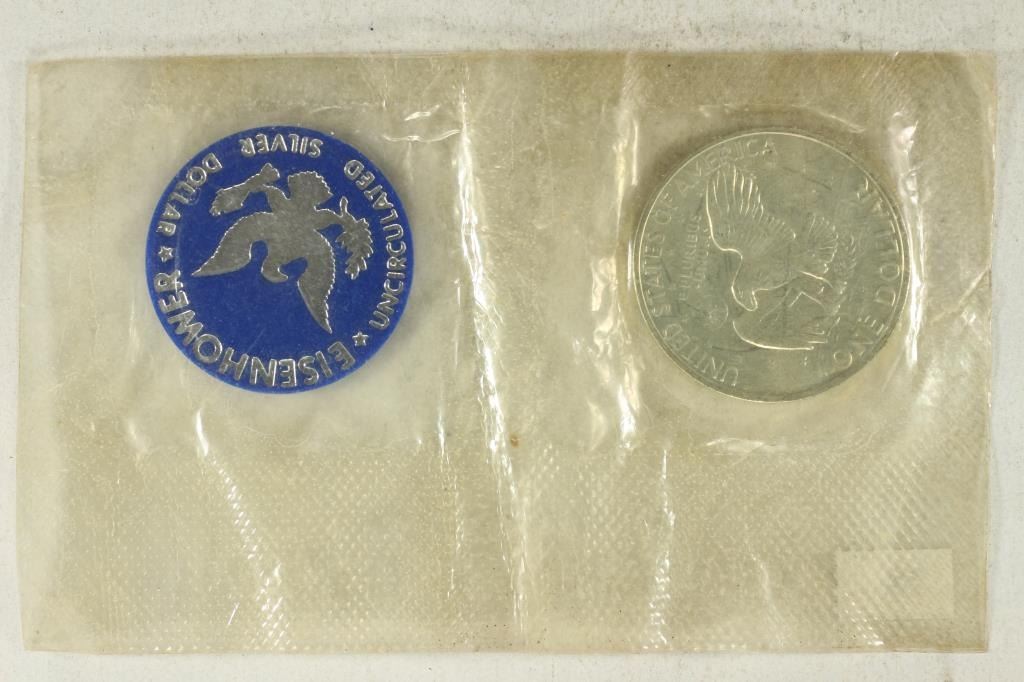 EISENHOWER
★ UNCIRCULATED SILVER DOLLAR ★
UNITED STATES OF AMERICA
E PLURIBUS
UNUM
ONE DOLLAR